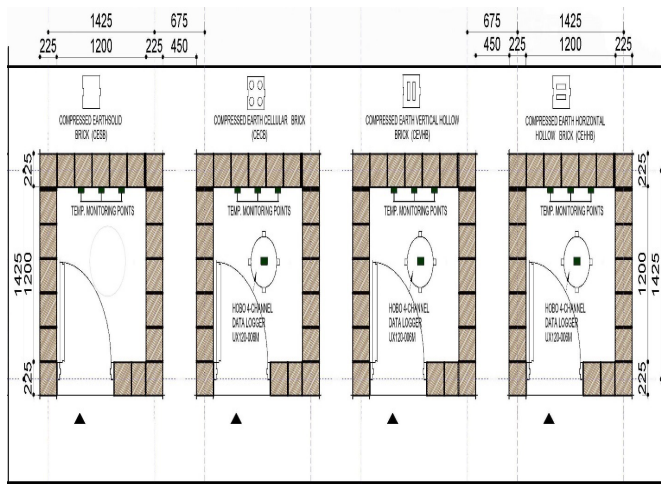 1425
675
675
1425
225
1200
225
450
450
225
1200
225
COMPRESSED EARTHSOLID
BRICK (CESB)
COMPRESSED EARTH CELLULAR BRICK
(CECB)
COMPRESSED EARTH VERTICAL HOLLOW
BRICK (CEVHB)
COMPRESSED EARTH HORIZONTAL
HOLLOW BRICK (CEHHB)
225
1425
1200
225
TEMP. MONITORING POINTS
TEMP. MONITORING POINTS
HOBO 4-CHANNEL
DATA LOGGER
UX120-006M
TEMP. MONITORING POINTS
HOBO 4-CHANNEL
DATA LOGGER
UX120-006M
TEMP. MONITORING POINTS
HOBO 4-CHANNEL
DATA LOGGER
UX120-006M
225
1200
1425
225